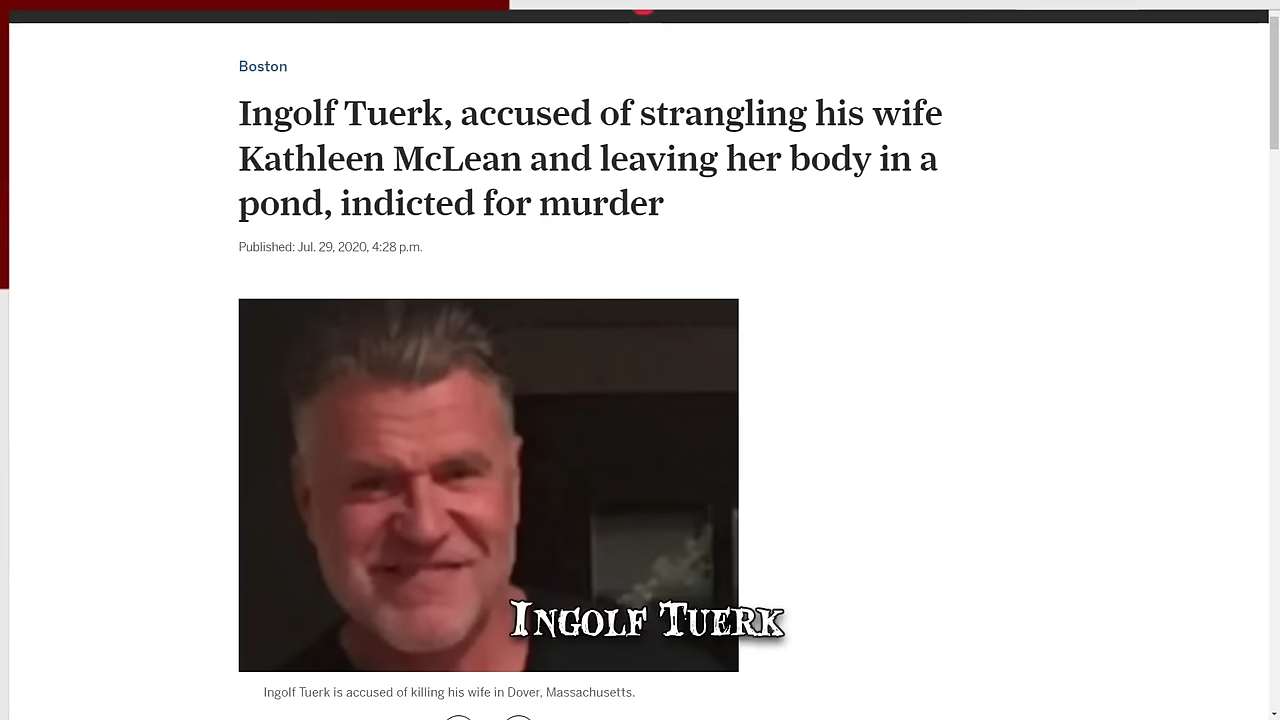 Boston
Ingolf Tuerk, accused of strangling his wife
Kathleen McLean and leaving her body in a
pond, indicted for murder
Published: Jul. 29, 2020, 4:28 p.m.
Ingolf Tuerk
Ingolf Tuerk is accused of killing his wife in Dover, Massachusetts.